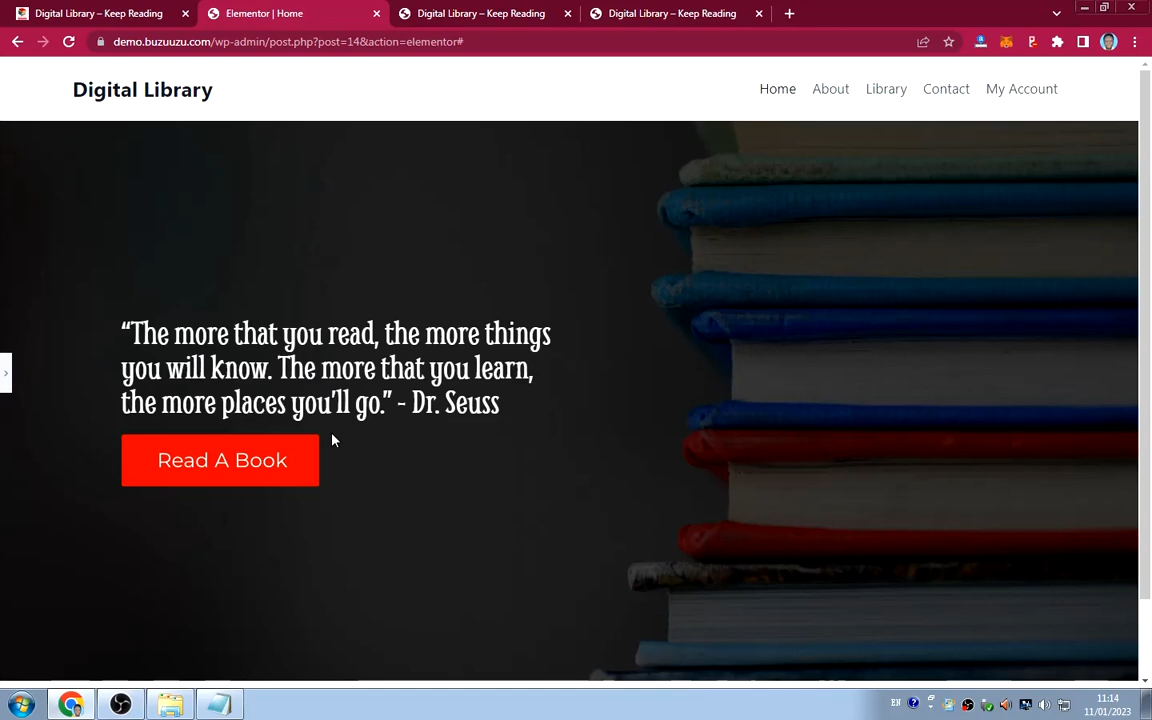 Digital Library – Keep Reading
Elementor | Home
Digital Library – Keep Reading
Digital Library – Keep Reading
demo.buzuuzu.com/wp-admin/post.php?post=14&action=elementor#
Digital Library
Home
About
Library
Contact
My Account
“The more that you read, the more things
you will know. The more that you learn,
the more places you’ll go.” - Dr. Seuss
Read A Book
EN
11:14
11/01/2023